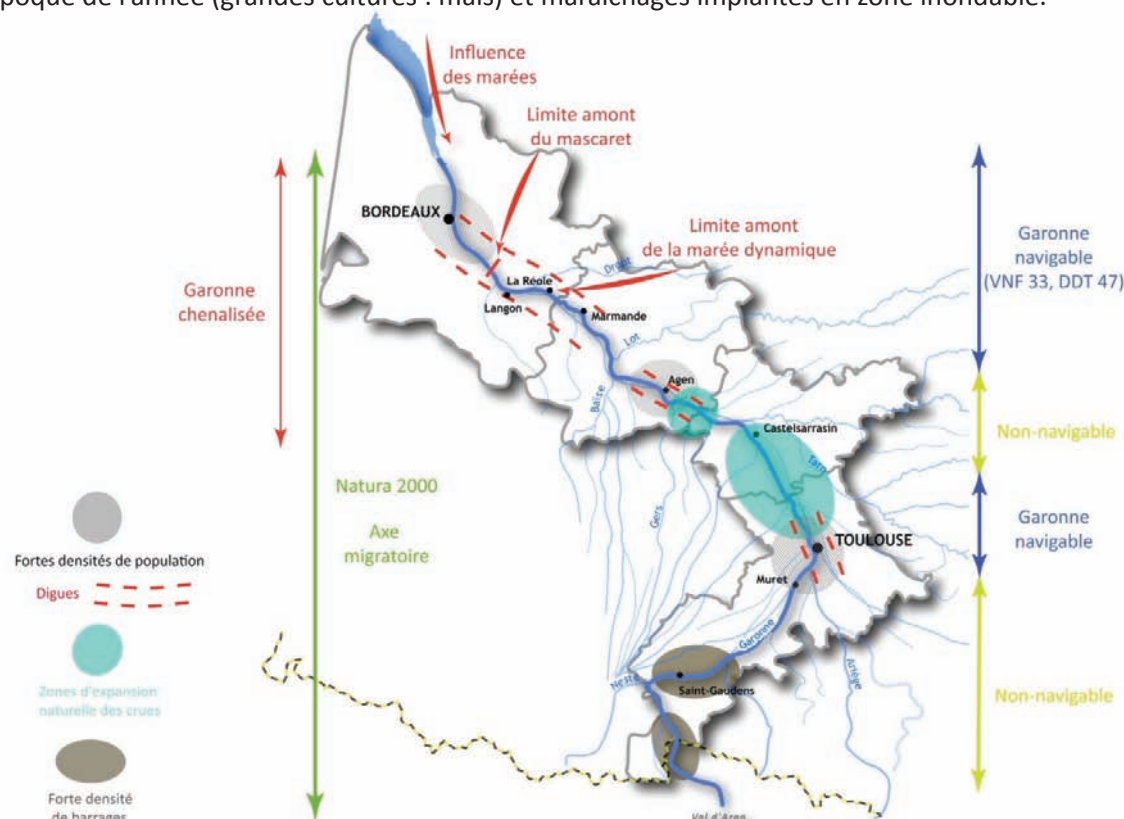 poque de l'année (grandes cultures : maïs) et maraîchages implantés en zone inondable.
Influence
des marées
Limite amont
du mascaret
BORDEAUX
Limite amont
de la marée dynamique
Garonne
navigable
(VNF 33, DDT 47)
Garonne
chenalisée
La Réole
Dropt
Langon
Marmande
Lot
Agen
Baïse
Castelsarrasin
Non-navigable
Tarn
Natura 2000
Axe
migratoire
Gers
Garonne
navigable
TOULOUSE
Fortes densités de population
Muret
Digues
Garonne
Ariège
Neste
Saint-Gaudens
Non-navigable
Zones d'expansion
naturelle des crues
Forte densité
de barrages
Val d'Aran